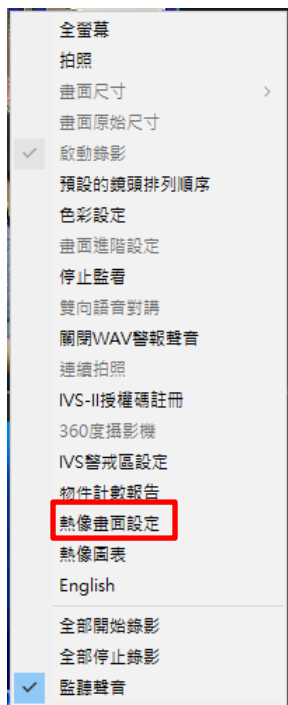 全螢幕
拍照
畫面尺寸
畫面原始尺寸
啟動錄影
預設的鏡頭排列順序
色彩設定
畫面進階設定
停止監看
雙向語音對講
關閉WAV警報聲音
連續拍照
IVS-II授權碼註冊
360度攝影機
IVS警戒區設定
物件計數報告
熱像畫面設定
熱像圖表
English
全部開始錄影
全部停止錄影
監聽聲音